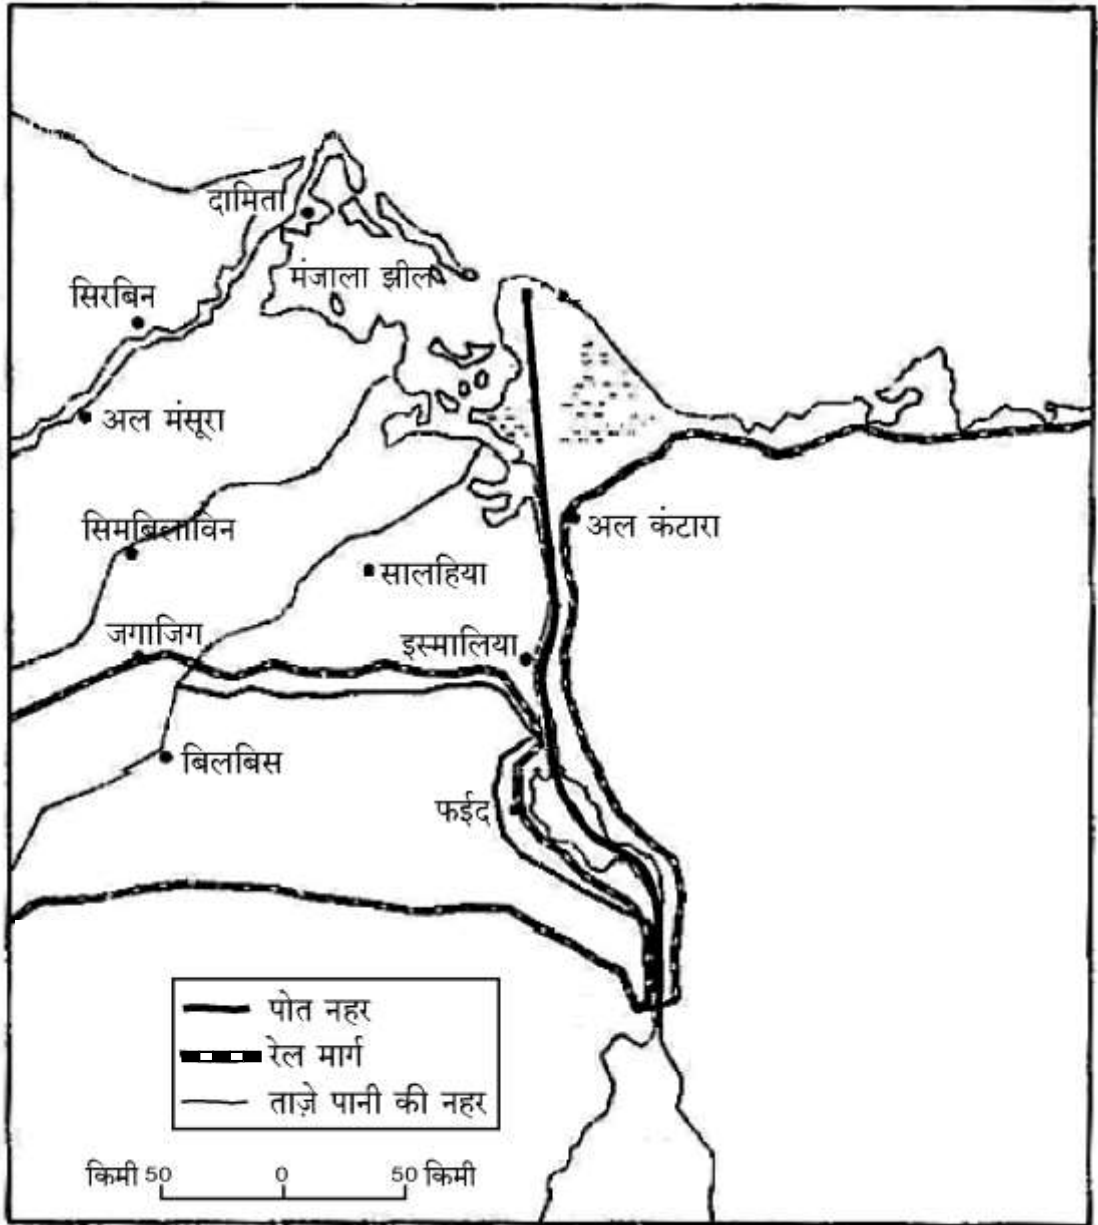 दामिता
मंजाला झील
सिरबिन
अल मंसूरा
सिमबिलाविन
अल कंटारा
सालहिया
जगाजिग
इस्मालिया
बिलबिस
फईद
पोत नहर
रेल मार्ग
ताज़े पानी की नहर
किमी 50 0 50 किमी